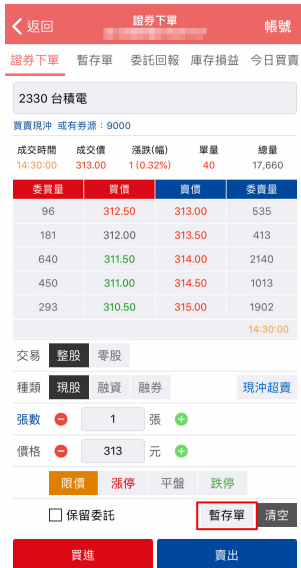 返回 證券下單 帳號
證券下單 暫存單 委託回報 庫存損益 今日買賣
2330 台積電
買賣現沖 或有券源：9000
成交時間 成交價 漲跌(幅) 單量 總量
14:30:00 313.00 1 (0.32%) 40 17,660
委買量 買價 賣價 委賣量
96 312.50 313.00 535
181 312.00 313.50 413
640 311.50 314.00 2140
450 311.00 314.50 1013
293 310.50 315.00 1902
14:30:00
交易 整股 零股
種類 現股 融資 融券 現沖超賣
張數 1 張
價格 313 元
限價 漲停 平盤 跌停
保留委託 暫存單 清空
買進 賣出